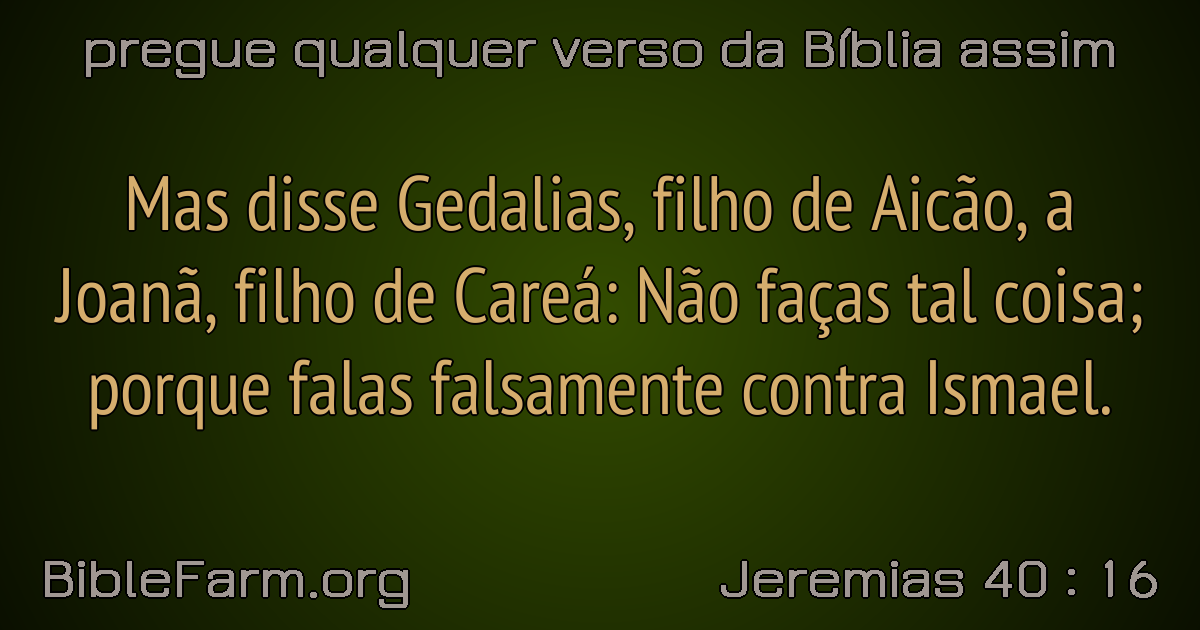 pregue qualquer verso da Bíblia assim
Mas disse Gedalias, filho de Aicão, a
Joanã, filho de Careá: Não faças tal coisa;
porque falas falsamente contra Ismael.
BibleFarm.org
Jeremias 40 : 16